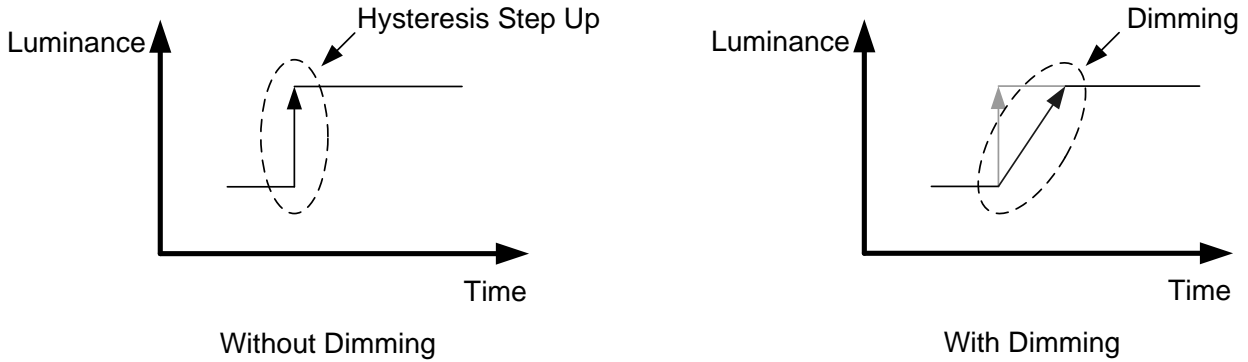 Hysteresis Step Up
Luminance
Time
Without Dimming
Dimming
Luminance
Time
With Dimming